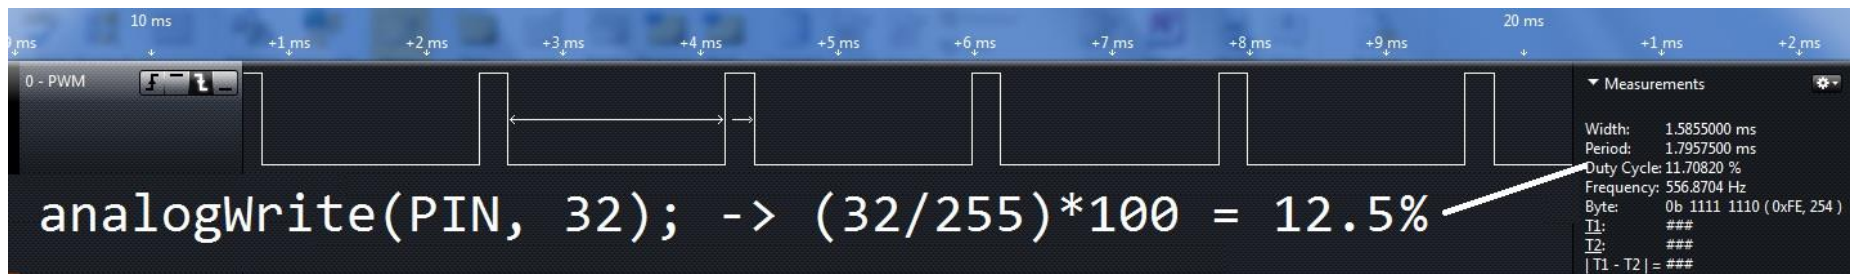 10 ms 20 ms
ms +1 ms +2 ms +3 ms +4 ms +5 ms +6 ms +7 ms +8 ms +9 ms +1 ms +2 ms
0 - PWM
Measurements
Width: 1.5855000 ms
Period: 1.7957500 ms
Duty Cycle: 11.70820 %
Frequency: 556.8704 Hz
Byte: 0b 1111 1110 ( 0xFE, 254 )
T1: ###
T2: ###
| T1 - T2 | = ###
analogWrite(PIN, 32); -> (32/255)*100 = 12.5%